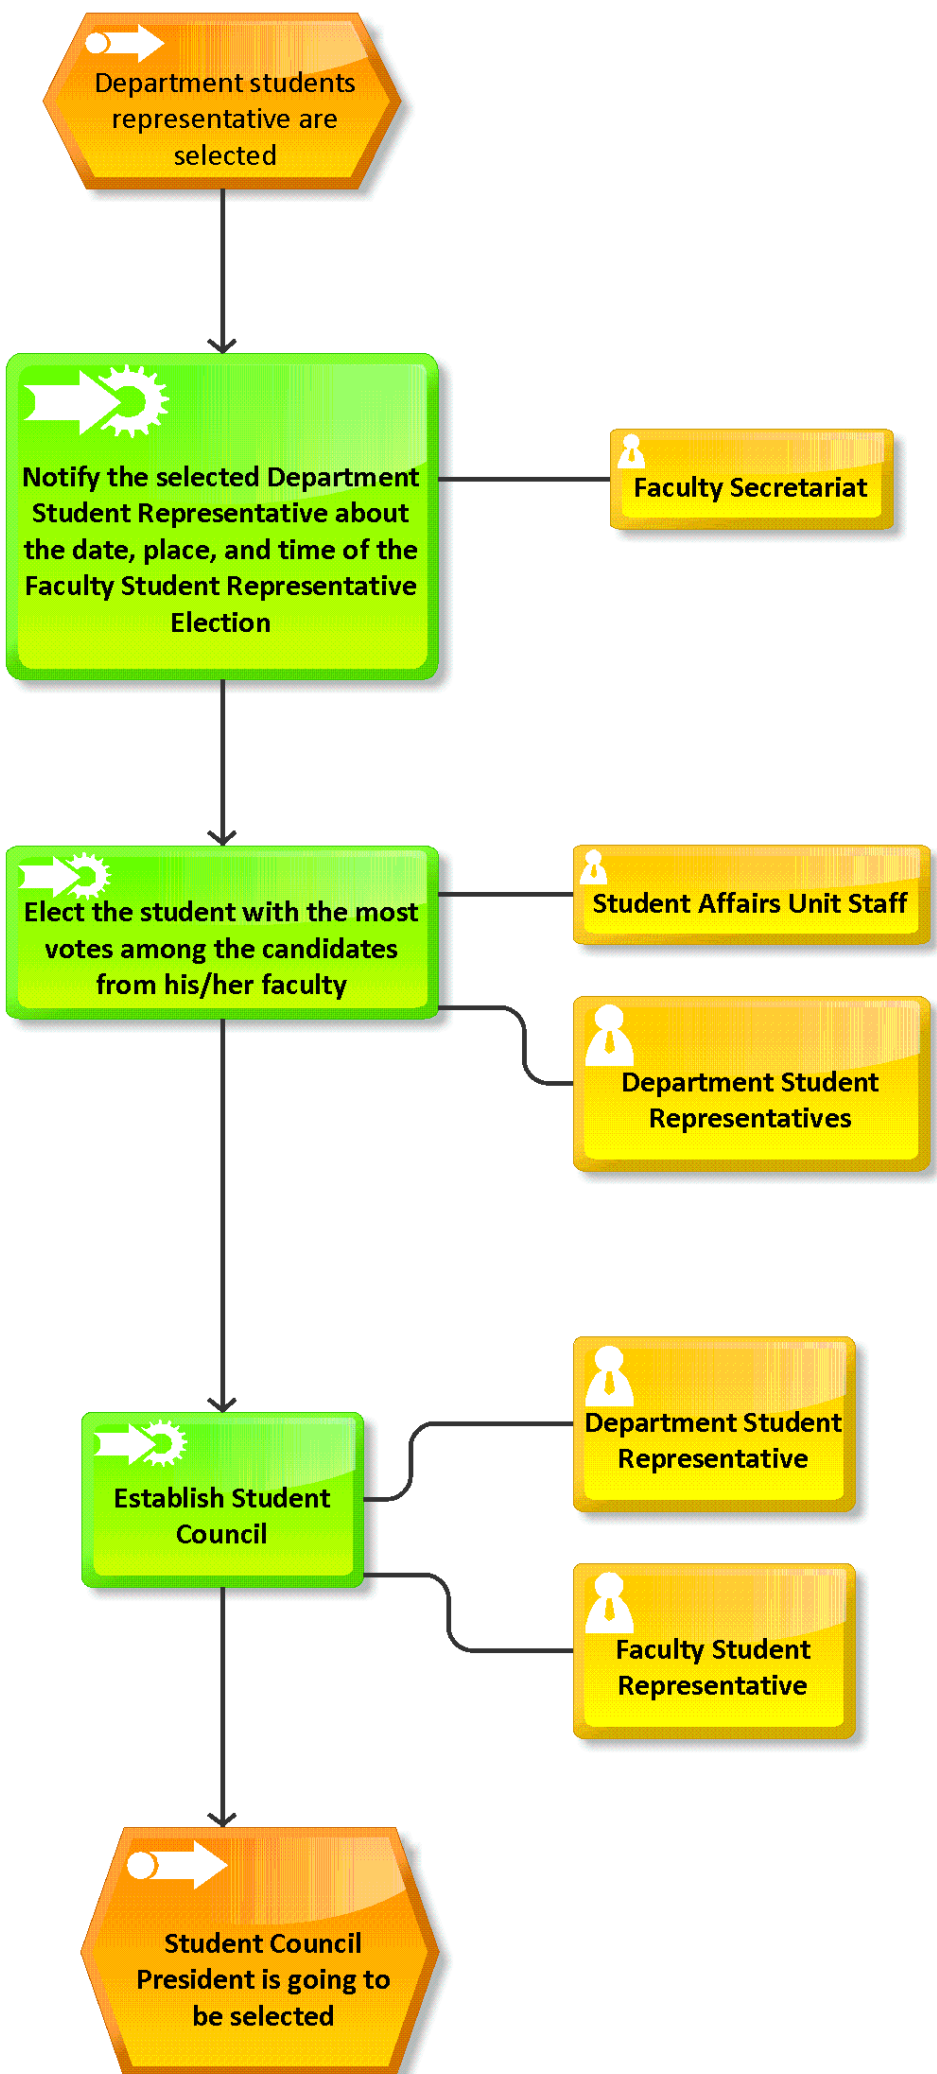 Department students
representative are
selected
Notify the selected Department
Student Representative about
the date, place, and time of the
Faculty Student Representative
Election
Faculty Secretariat
Elect the student with the most
votes among the candidates
from his/her faculty
Student Affairs Unit Staff
Department Student
Representatives
Establish Student
Council
Department Student
Representative
Faculty Student
Representative
Student Council
President is going to
be selected